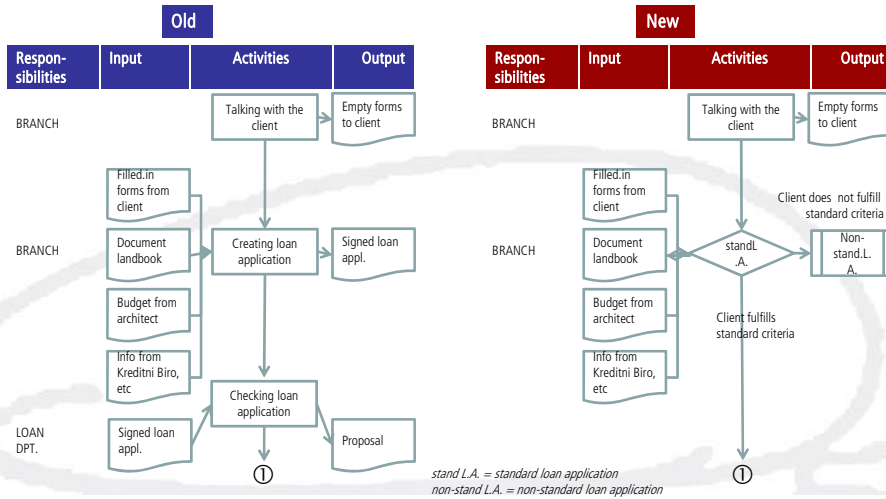 Old
Respon-
sibilities
Input
Activities
Output
BRANCH
Talking with the
client
Empty forms
to client
Filled.in
forms from
client
BRANCH
Document
landbook
Creating loan
application
Signed loan
appl.
Budget from
architect
Info from
Kreditni Biro,
etc
Checking loan
application
LOAN
DPT.
Signed loan
appl.
Proposal
①
New
Respon-
sibilities
Input
Activities
Output
BRANCH
Talking with the
client
Empty forms
to client
Filled.in
forms from
client
Client does not fulfill
standard criteria
BRANCH
Document
landbook
standL
.A.
Non-
stand.L.
A.
Budget from
architect
Client fulfills
standard criteria
Info from
Kreditni Biro,
etc
①
stand L.A. = standard loan application
non-stand L.A. = non-standard loan application